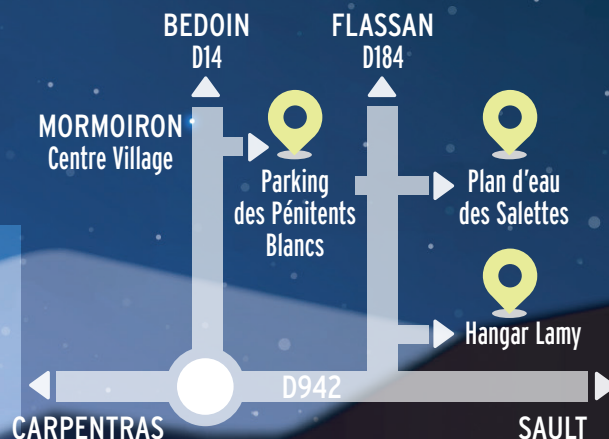 BEDOIN
D14
FLASSAN
D184
MORMOIRON
Centre Village
Parking
des Pénitents
Blancs
Plan d'eau
des Salettes
Hangar Lamy
D942
CARPENTRAS
SAULT